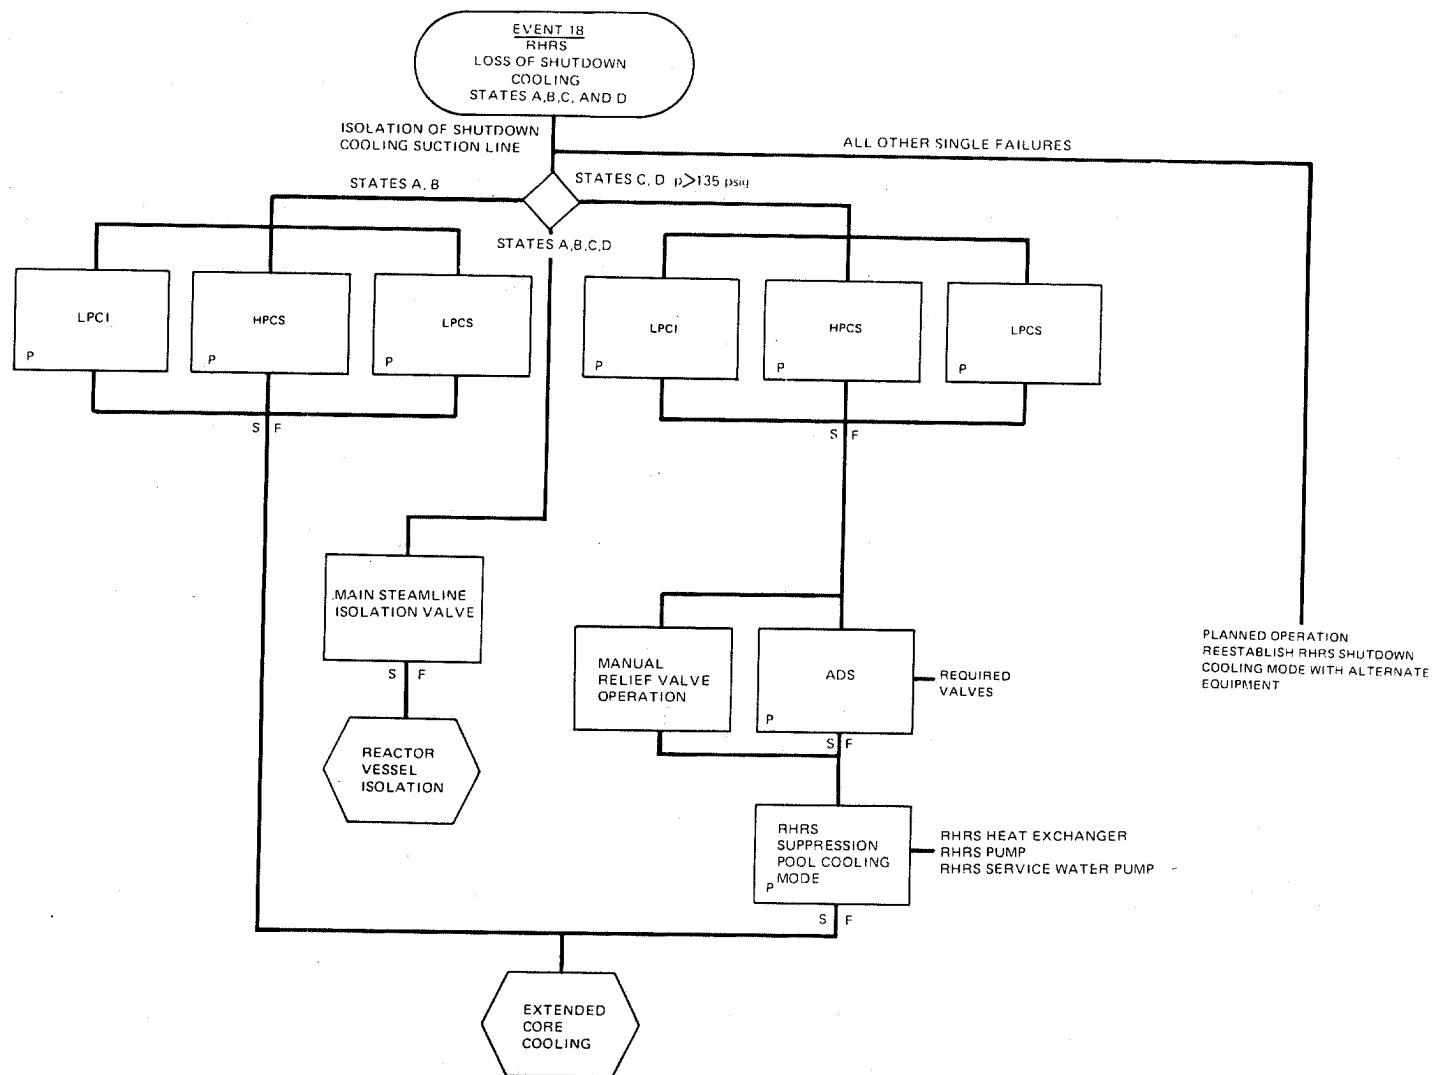 EVENT 18
RHRS
LOSS OF SHUTDOWN
COOLING
STATES A,B,C, AND D
ISOLATION OF SHUTDOWN
COOLING SUCTION LINE
ALL OTHER SINGLE FAILURES
STATES A, B
STATES C, D p>135 psig
STATES A,B,C,D
LPCI
P
HPCS
P
LPCS
P
LPCI
P
HPCS
P
LPCS
P
S F
S F
MAIN STEAMLINE
ISOLATION VALVE
S F
REACTOR
VESSEL
ISOLATION
MANUAL
RELIEF VALVE
OPERATION
ADS
P
REQUIRED
VALVES
S F
PLANNED OPERATION
REESTABLISH RHRS SHUTDOWN
COOLING MODE WITH ALTERNATE
EQUIPMENT
RHRS
SUPPRESSION
POOL COOLING
MODE
P
RHRS HEAT EXCHANGER
RHRS PUMP
RHRS SERVICE WATER PUMP
S F
EXTENDED
CORE
COOLING